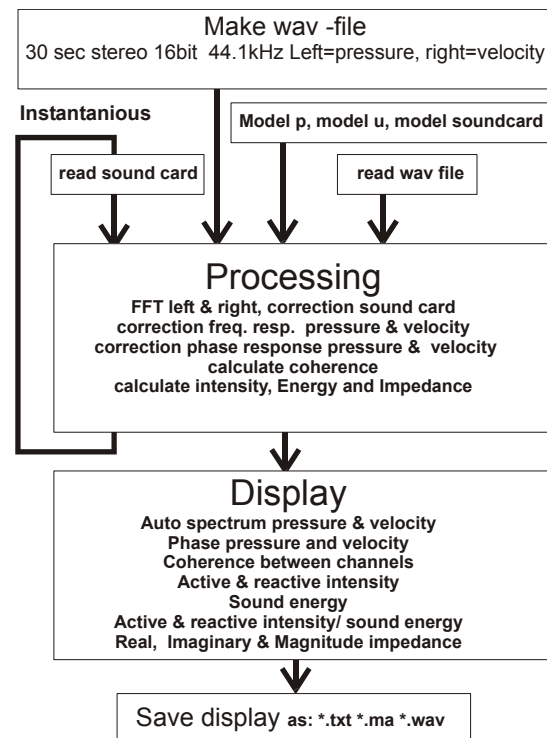 Make wav -file
30 sec stereo 16bit 44.1kHz Left=pressure, right=velocity
Instantanious
Model p, model u, model soundcard
read sound card
read wav file
Processing
FFT left & right, correction sound card
correction freq. resp. pressure & velocity
correction phase response pressure & velocity
calculate coherence
calculate intensity, Energy and Impedance
Display
Auto spectrum pressure & velocity
Phase pressure and velocity
Coherence between channels
Active & reactive intensity
Sound energy
Active & reactive intensity/ sound energy
Real, Imaginary & Magnitude impedance
Save display as: *.txt *.ma *.wav